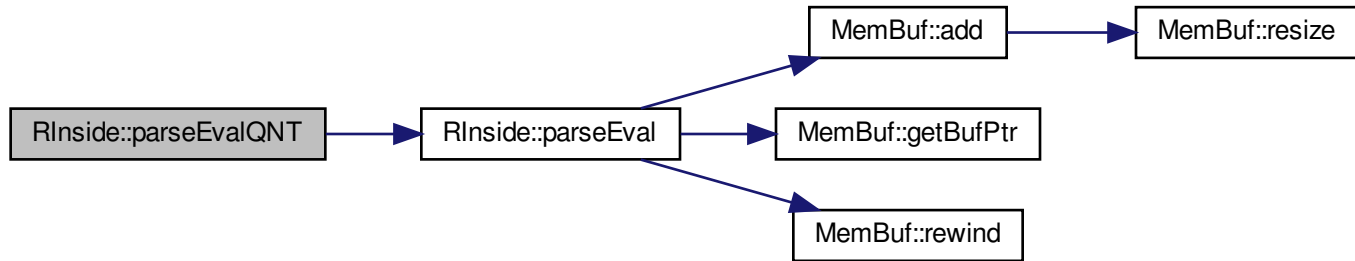 MemBuf::add
MemBuf::resize
RInside::parseEvalQNT
RInside::parseEval
MemBuf::getBufPtr
MemBuf::rewind